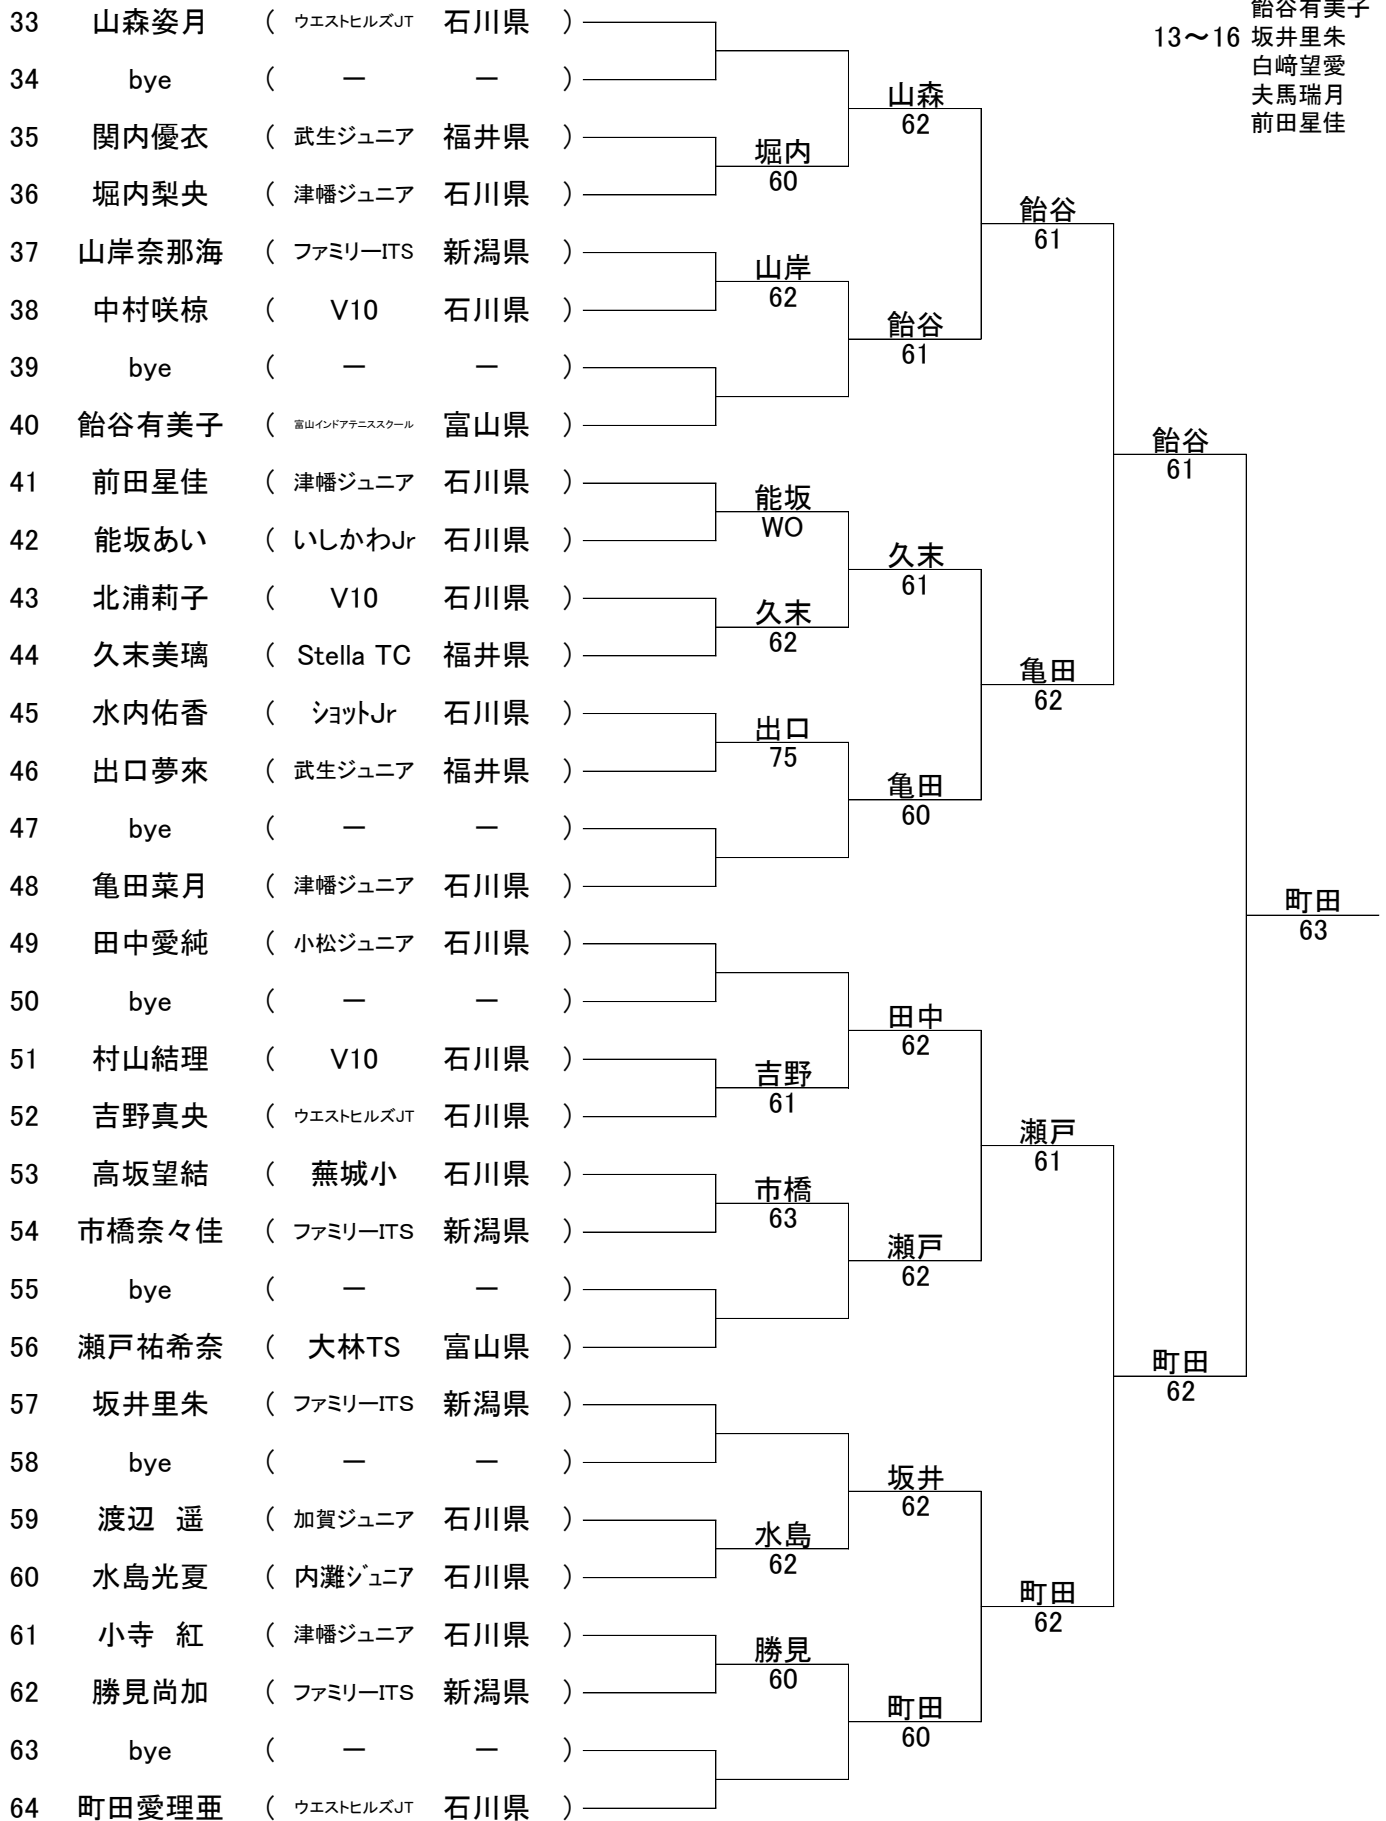 33 山森姿月 ( ウエストヒルズJT 石川県 )
34 bye ( ー ー )
35 関内優衣 ( 武生ジュニア 福井県 )
36 堀内梨央 ( 津幡ジュニア 石川県 )
37 山岸奈那海 ( ファミリーITS 新潟県 )
38 中村咲椋 ( V10 石川県 )
39 bye ( ー ー )
40 飴谷有美子 ( 富山インドアテニススクール 富山県 )
41 前田星佳 ( 津幡ジュニア 石川県 )
42 能坂あい ( いしかわJr 石川県 )
43 北浦莉子 ( V10 石川県 )
44 久末美璃 ( Stella TC 福井県 )
45 水内佑香 ( ショットJr 石川県 )
46 出口夢來 ( 武生ジュニア 福井県 )
47 bye ( ー ー )
48 亀田菜月 ( 津幡ジュニア 石川県 )
49 田中愛純 ( 小松ジュニア 石川県 )
50 bye ( ー ー )
51 村山結理 ( V10 石川県 )
52 吉野真央 ( ウエストヒルズJT 石川県 )
53 高坂望結 ( 蕪城小 石川県 )
54 市橋奈々佳 ( ファミリーITS 新潟県 )
55 bye ( ー ー )
56 瀬戸祐希奈 ( 大林TS 富山県 )
57 坂井里朱 ( ファミリーITS 新潟県 )
58 bye ( ー ー )
59 渡辺 遥 ( 加賀ジュニア 石川県 )
60 水島光夏 ( 内灘ジュニア 石川県 )
61 小寺 紅 ( 津幡ジュニア 石川県 )
62 勝見尚加 ( ファミリーITS 新潟県 )
63 bye ( ー ー )
64 町田愛理亜 ( ウエストヒルズJT 石川県 )
堀内
60
山岸
62
能坂
WO
久末
62
出口
75
吉野
61
市橋
63
水島
62
勝見
60
山森
62
飴谷
61
久末
61
亀田
60
田中
62
瀬戸
62
坂井
62
町田
60
飴谷
61
亀田
62
瀬戸
61
町田
62
飴谷
61
町田
62
町田
63
飴谷有美子
13～16 坂井里朱
白﨑望愛
夫馬瑞月
前田星佳